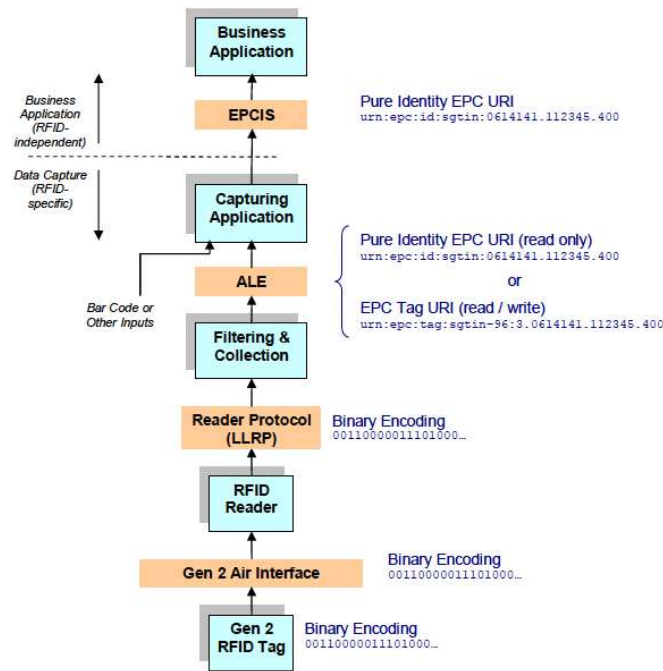 Business
Application
Business
Application
(RFID-
independent)
EPCIS
Pure Identity EPC URI
urn:epc:id:sgtin:0614141.112345.400
Data Capture
(RFID-
specific)
Capturing
Application
Pure Identity EPC URI (read only)
urn:epc:id:sgtin:0614141.112345.400
or
ALE
Bar Code or
Other Inputs
EPC Tag URI (read / write)
urn:epc:tag:sgtin-96:3.0614141.112345.400
Filtering &
Collection
Reader Protocol
(LLRP)
Binary Encoding
00110000011101000…
RFID
Reader
Gen 2 Air Interface
Binary Encoding
00110000011101000…
Gen 2
RFID Tag
Binary Encoding
00110000011101000…